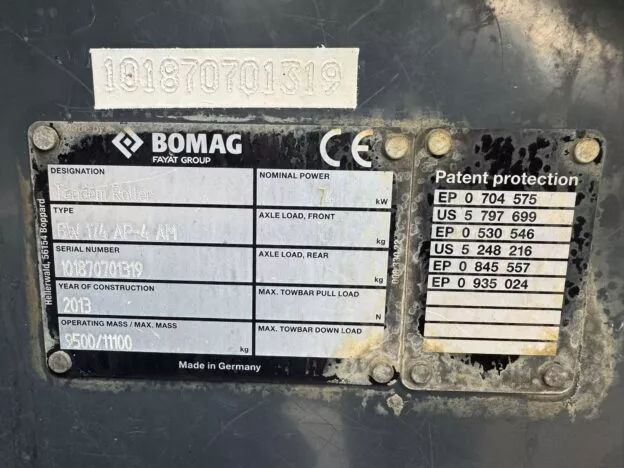 101870701319
BOMAG
FAYAT GROUP
CE
Hellerwald, 56154 Boppard
DESIGNATION
Tandem Roller
TYPE
BW 174 AP-4 AM
SERIAL NUMBER
101870701319
YEAR OF CONSTRUCTION
2013
OPERATING MASS / MAX. MASS
9500/11100 kg
NOMINAL POWER
kW
AXLE LOAD, FRONT
kg
AXLE LOAD, REAR
kg
MAX. TOWBAR PULL LOAD
N
MAX. TOWBAR DOWN LOAD
kg
Made in Germany
Patent protection
EP 0 704 575
US 5 797 699
EP 0 530 546
US 5 248 216
EP 0 845 557
EP 0 935 024